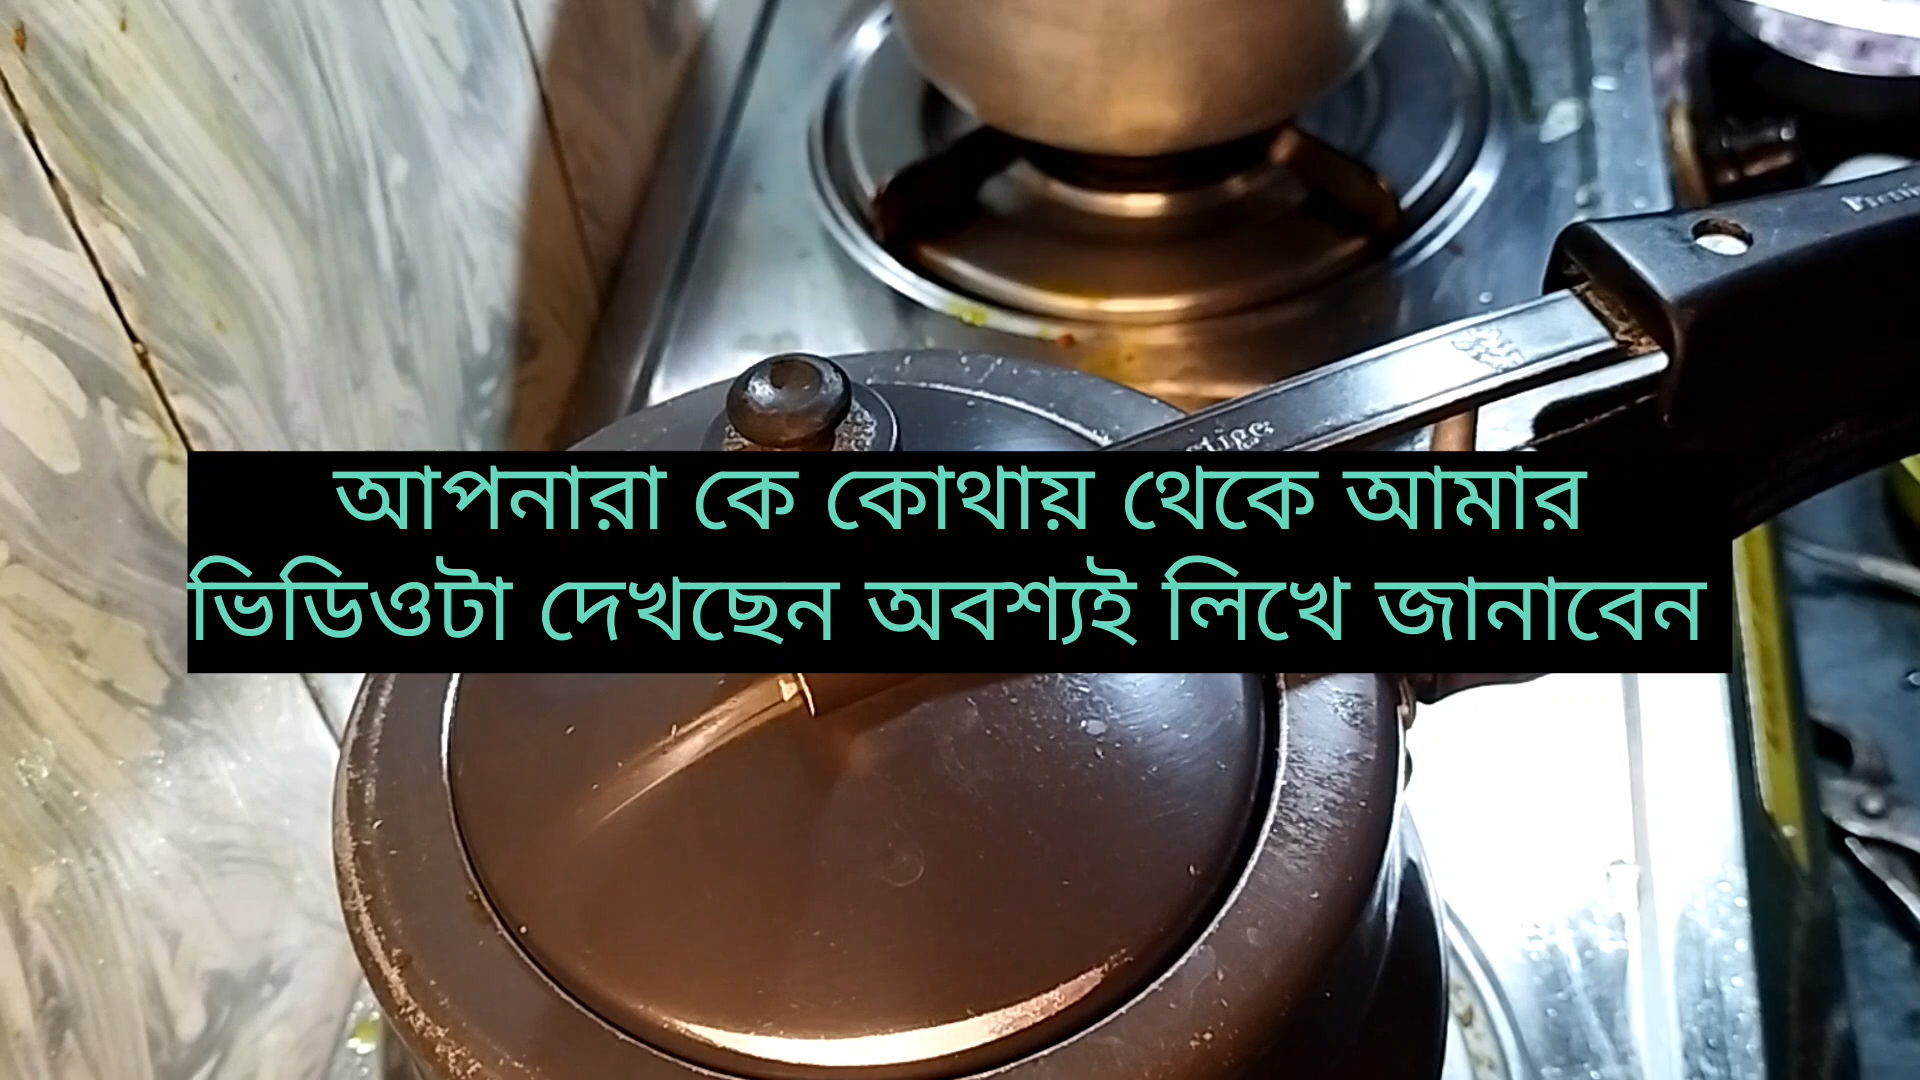 আপনারা কে কোথায় থেকে আমার
ভিডিওটা দেখছেন অবশ্যই লিখে জানাবেন